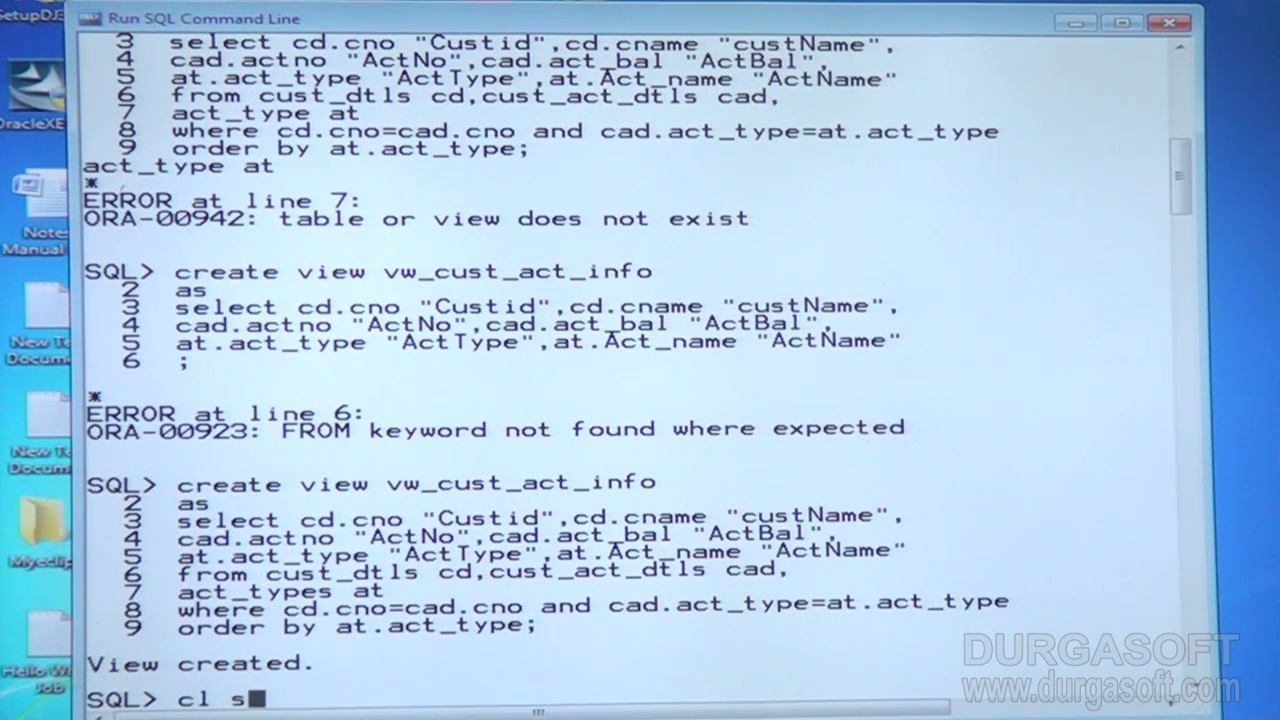 SetupDJ
Run SQL Command Line
3 select cd.cno "Custid",cd.cname "custName",
4 cad.actno "ActNo",cad.act_bal "ActBal",
5 at.act_type "ActType",at.Act_name "ActName"
6 from cust_dtls cd,cust_act_dtls cad,
7 act_type at
8 where cd.cno=cad.cno and cad.act_type=at.act_type
9 order by at.act_type;
act_type at
*
ERROR at line 7:
ORA-00942: table or view does not exist
SQL> create view vw_cust_act_info
2 as
3 select cd.cno "Custid",cd.cname "custName",
4 cad.actno "ActNo",cad.act_bal "ActBal",
5 at.act_type "ActType",at.Act_name "ActName"
6 ;
*
ERROR at line 6:
ORA-00923: FROM keyword not found where expected
SQL> create view vw_cust_act_info
2 as
3 select cd.cno "Custid",cd.cname "custName",
4 cad.actno "ActNo",cad.act_bal "ActBal",
5 at.act_type "ActType",at.Act_name "ActName"
6 from cust_dtls cd,cust_act_dtls cad,
7 act_types at
8 where cd.cno=cad.cno and cad.act_type=at.act_type
9 order by at.act_type;
View created.
SQL> cl s
OracleXE
Notes
Manual
New Te
Docum
New Te
Docum
Myeclip
Hello W
Job
DURGASOFT
www.durgasoft.com